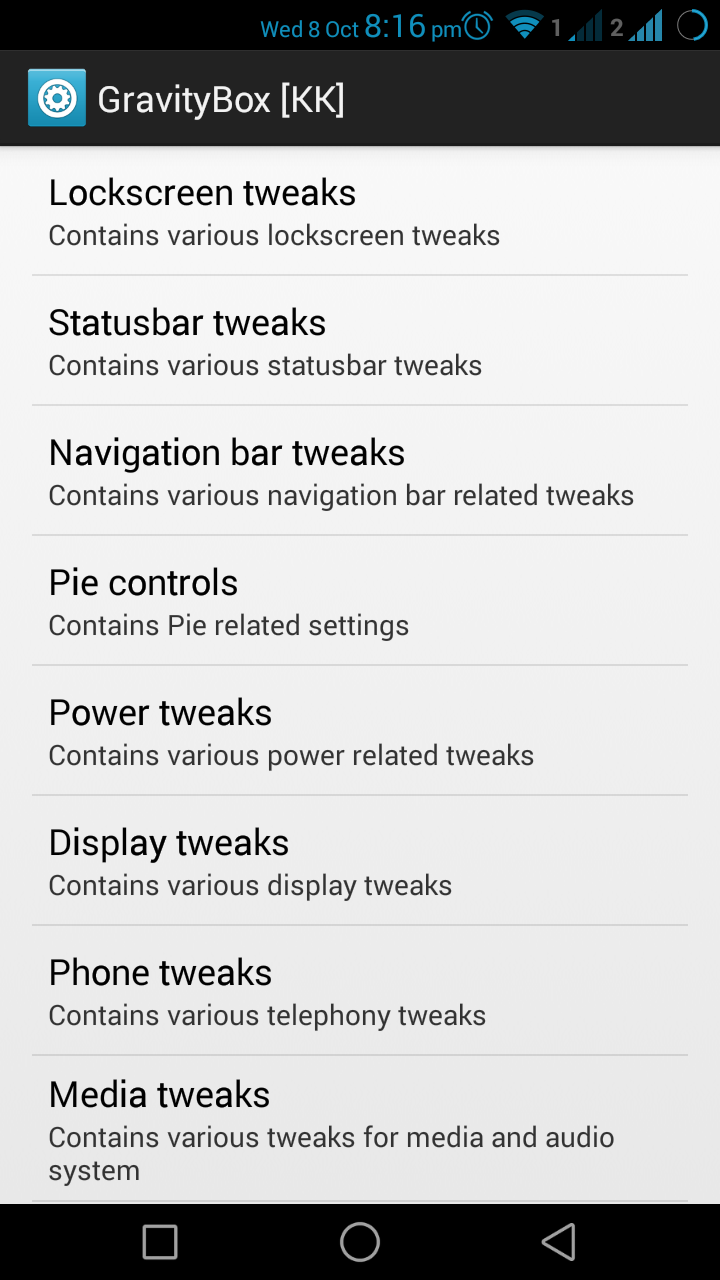 Wed 8 Oct 8:16 pm 1 2
GravityBox [KK]
Lockscreen tweaks
Contains various lockscreen tweaks
Statusbar tweaks
Contains various statusbar tweaks
Navigation bar tweaks
Contains various navigation bar related tweaks
Pie controls
Contains Pie related settings
Power tweaks
Contains various power related tweaks
Display tweaks
Contains various display tweaks
Phone tweaks
Contains various telephony tweaks
Media tweaks
Contains various tweaks for media and audio
system